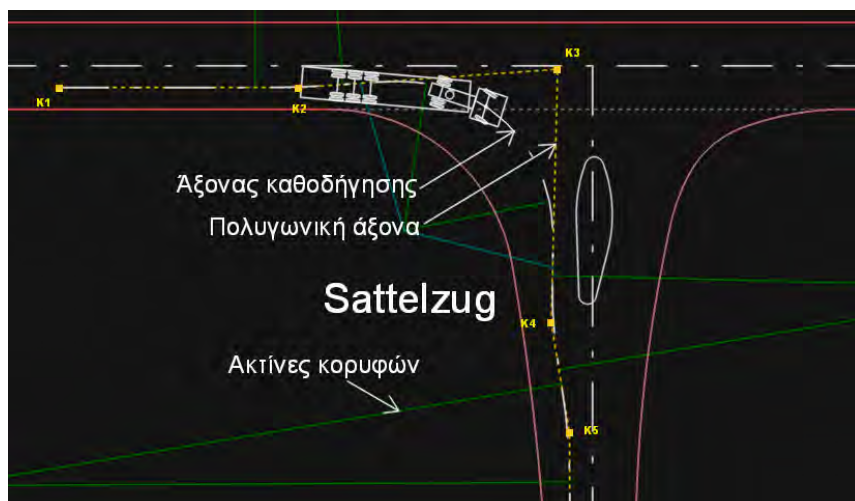 K3
K1
K2
Άξονας καθοδήγησης
Πολυγωνική άξονα
Sattelzug
K4
Ακτίνες κορυφών
K5